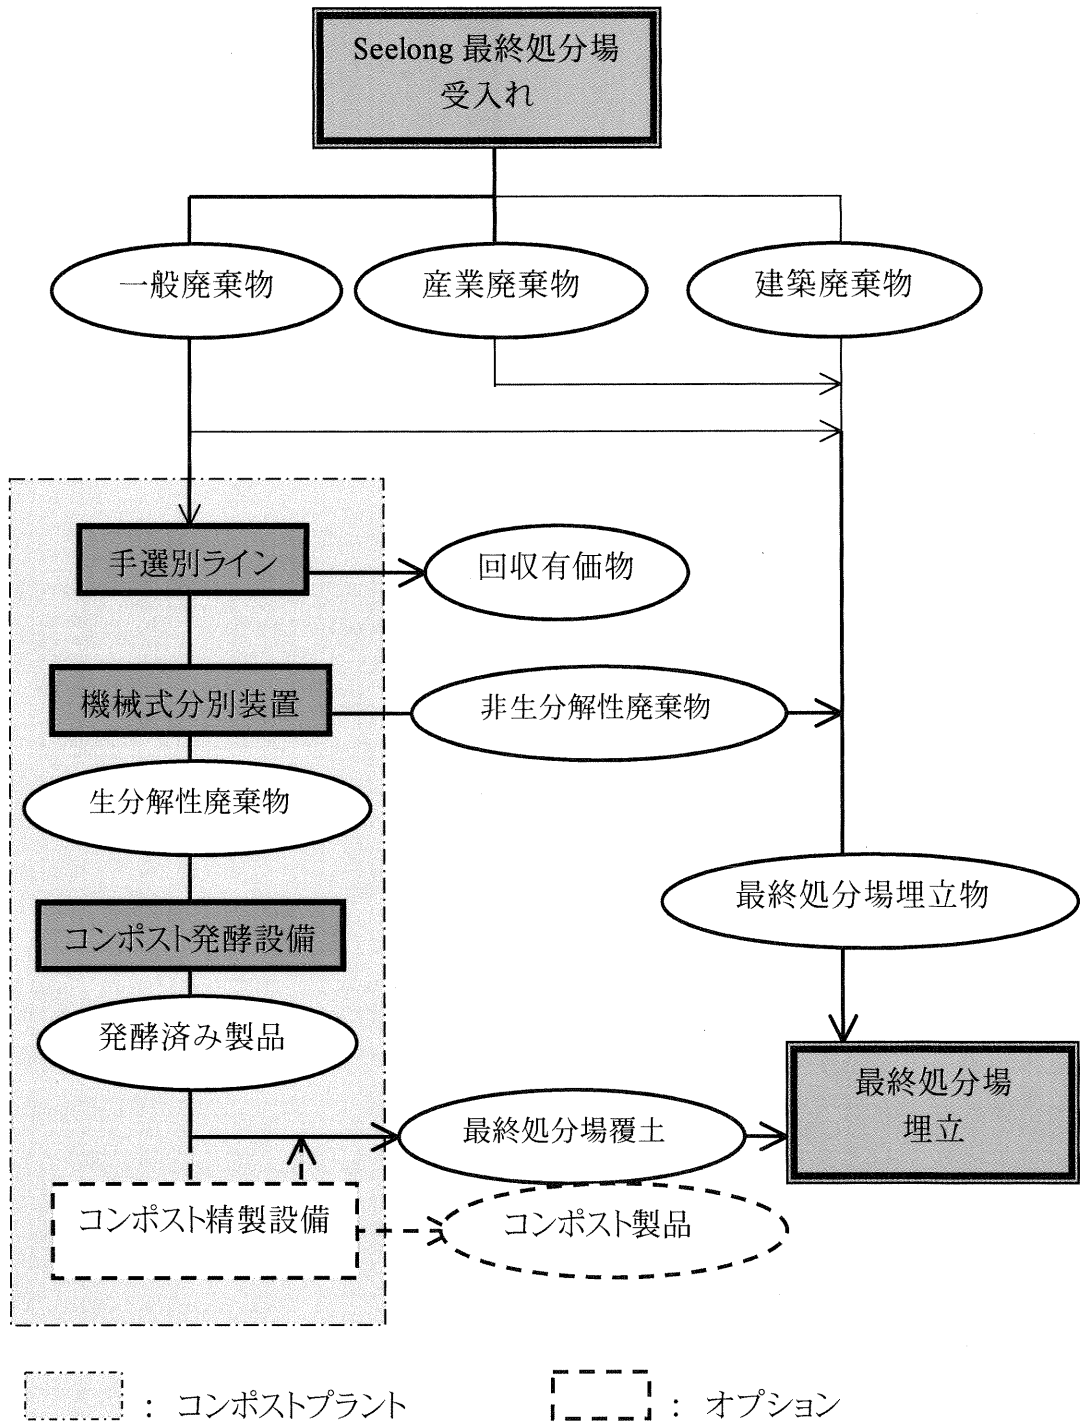 Seelong 最終処分場
受入れ
一般廃棄物
産業廃棄物
建築廃棄物
手選別ライン
回収有価物
機械式分別装置
非生分解性廃棄物
生分解性廃棄物
最終処分場埋立物
コンポスト発酵設備
発酵済み製品
最終処分場
埋立
最終処分場覆土
コンポスト精製設備
コンポスト製品
： コンポストプラント
： オプション